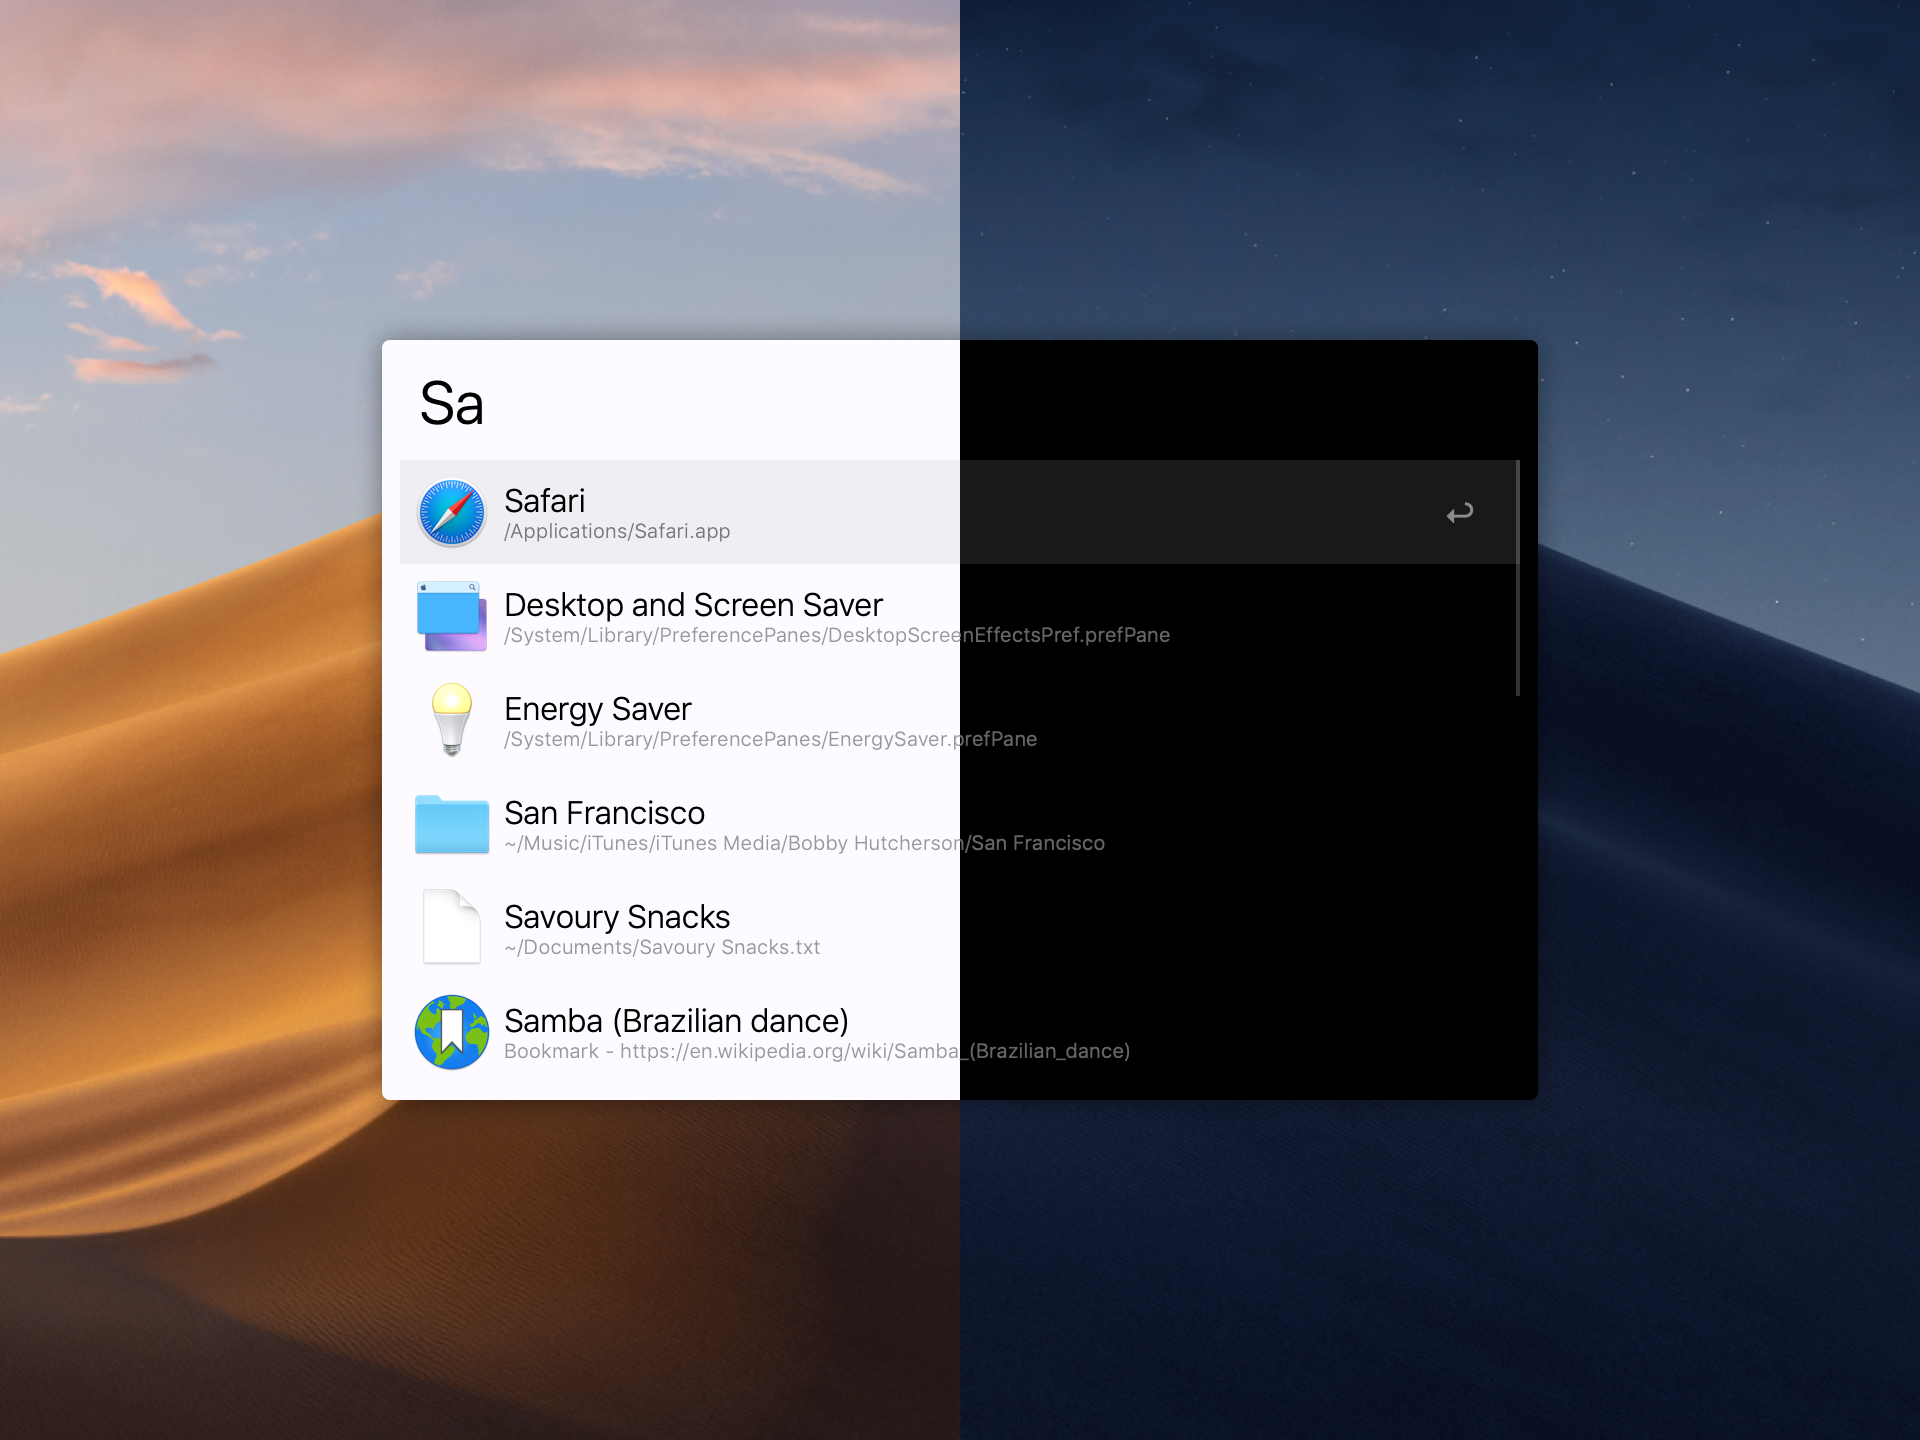 Sa
Safari
/Applications/Safari.app
Desktop and Screen Saver
/System/Library/PreferencePanes/DesktopScreenEffectsPref.prefPane
Energy Saver
/System/Library/PreferencePanes/EnergySaver.prefPane
San Francisco
~/Music/iTunes/iTunes Media/Bobby Hutcherson/San Francisco
Savoury Snacks
~/Documents/Savoury Snacks.txt
Samba (Brazilian dance)
Bookmark - https://en.wikipedia.org/wiki/Samba_(Brazilian_dance)